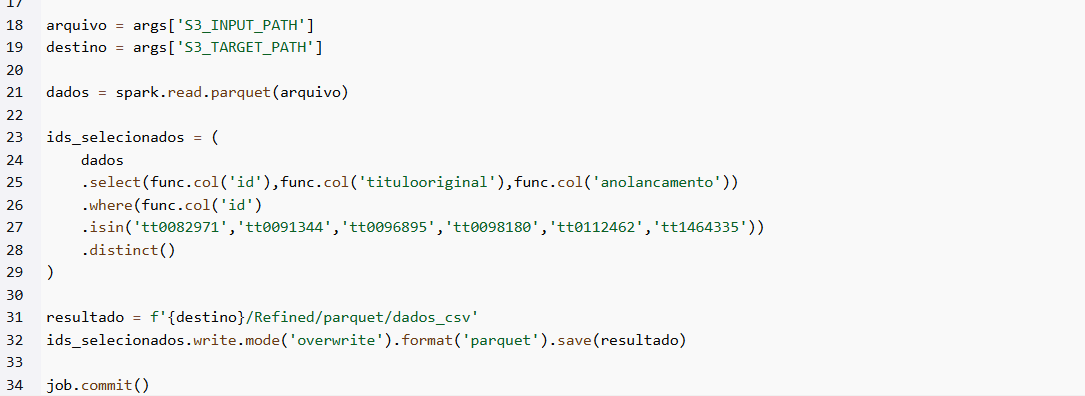 17
18 arquivo = args['S3_INPUT_PATH']
19 destino = args['S3_TARGET_PATH']
20
21 dados = spark.read.parquet(arquivo)
22
23 ids_selecionados = (
24     dados
25     .select(func.col('id'),func.col('titulooriginal'),func.col('anolancamento'))
26     .where(func.col('id')
27     .isin('tt0082971','tt0091344','tt0096895','tt0098180','tt0112462','tt1464335'))
28     .distinct()
29 )
30
31 resultado = f'{destino}/Refined/parquet/dados_csv'
32 ids_selecionados.write.mode('overwrite').format('parquet').save(resultado)
33
34 job.commit()